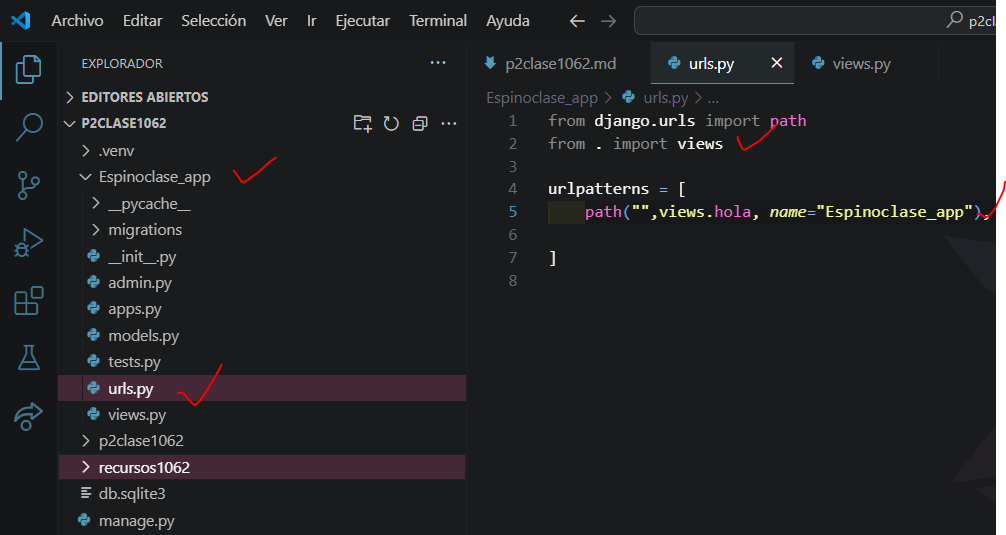 Archivo Editar Selección Ver Ir Ejecutar Terminal Ayuda
p2cl
EXPLORADOR
EDITORES ABIERTOS
P2CLASE1062
.venv
Espinoclase_app
__pycache__
migrations
__init__.py
admin.py
apps.py
models.py
tests.py
urls.py
views.py
p2clase1062
recursos1062
db.sqlite3
manage.py
p2clase1062.md urls.py views.py
Espinoclase_app > urls.py > ...
1 from django.urls import path
2 from . import views
3
4 urlpatterns = [
5 path("",views.hola, name="Espinoclase_app"),
6
7 ]
8